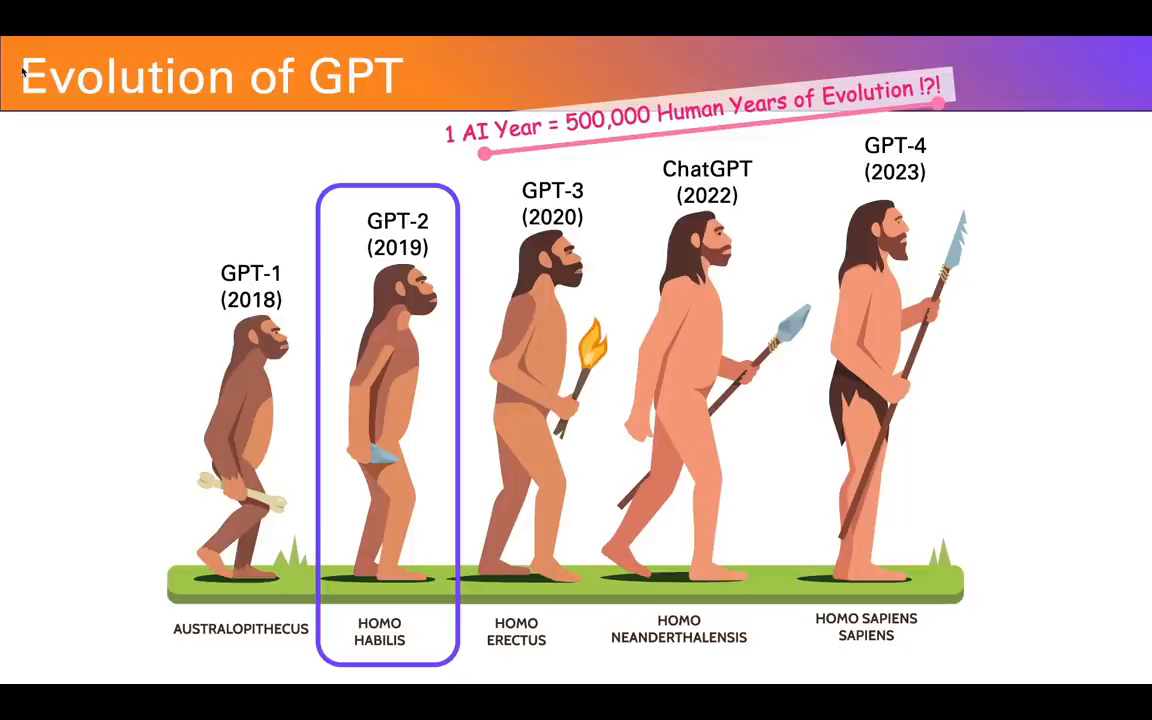 Evolution of GPT
1 AI Year = 500,000 Human Years of Evolution !?!
GPT-1
(2018)
GPT-2
(2019)
GPT-3
(2020)
ChatGPT
(2022)
GPT-4
(2023)
AUSTRALOPITHECUS
HOMO
HABILIS
HOMO
ERECTUS
HOMO
NEANDERTHALENSIS
HOMO SAPIENS
SAPIENS